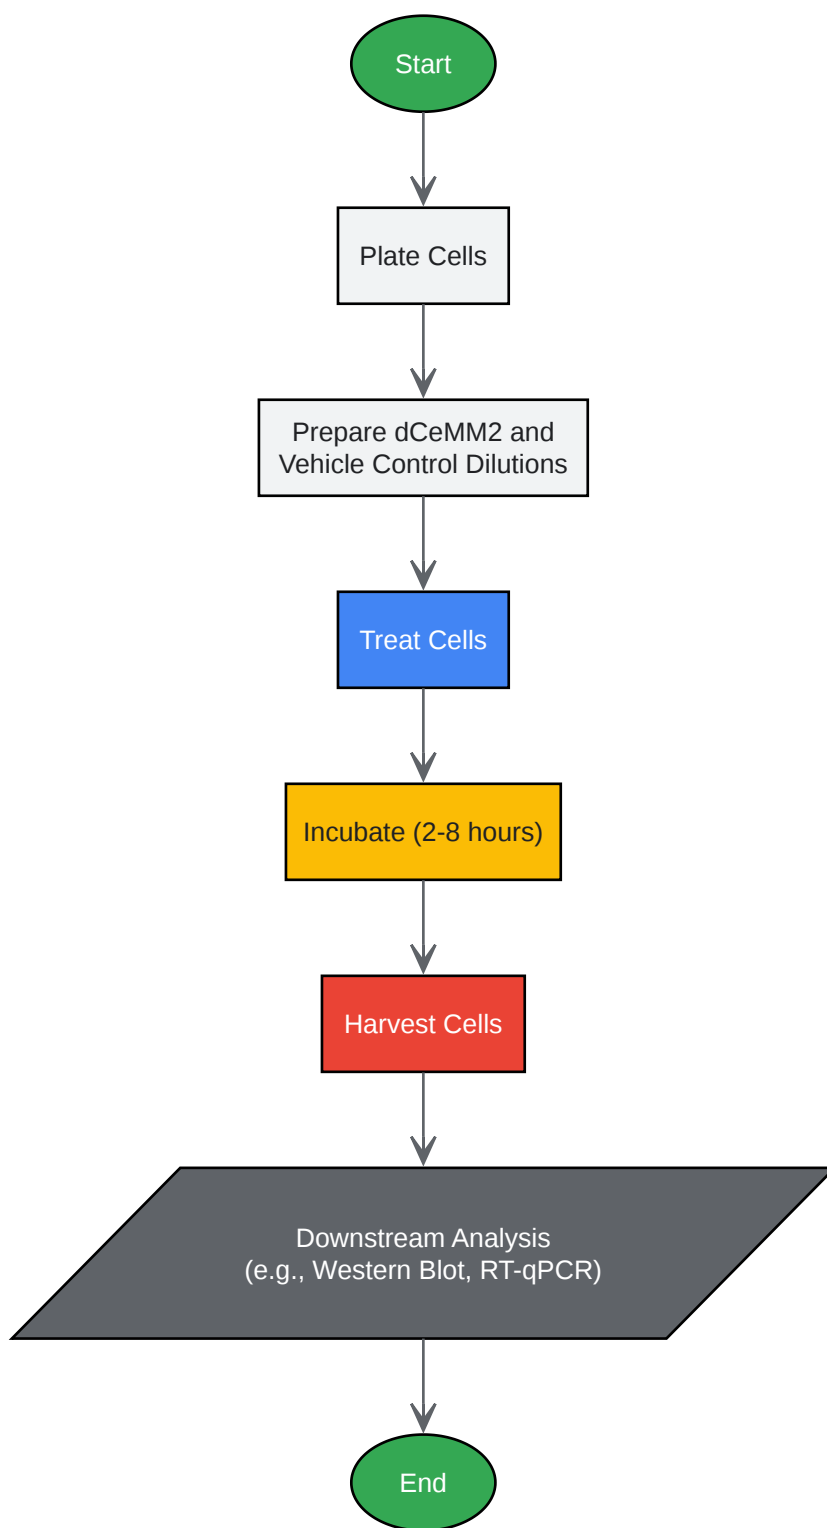 Start
Plate Cells
Prepare dCeMM2 and
Vehicle Control Dilutions
Treat Cells
Incubate (2-8 hours)
Harvest Cells
Downstream Analysis
(e.g., Western Blot, RT-qPCR)
End